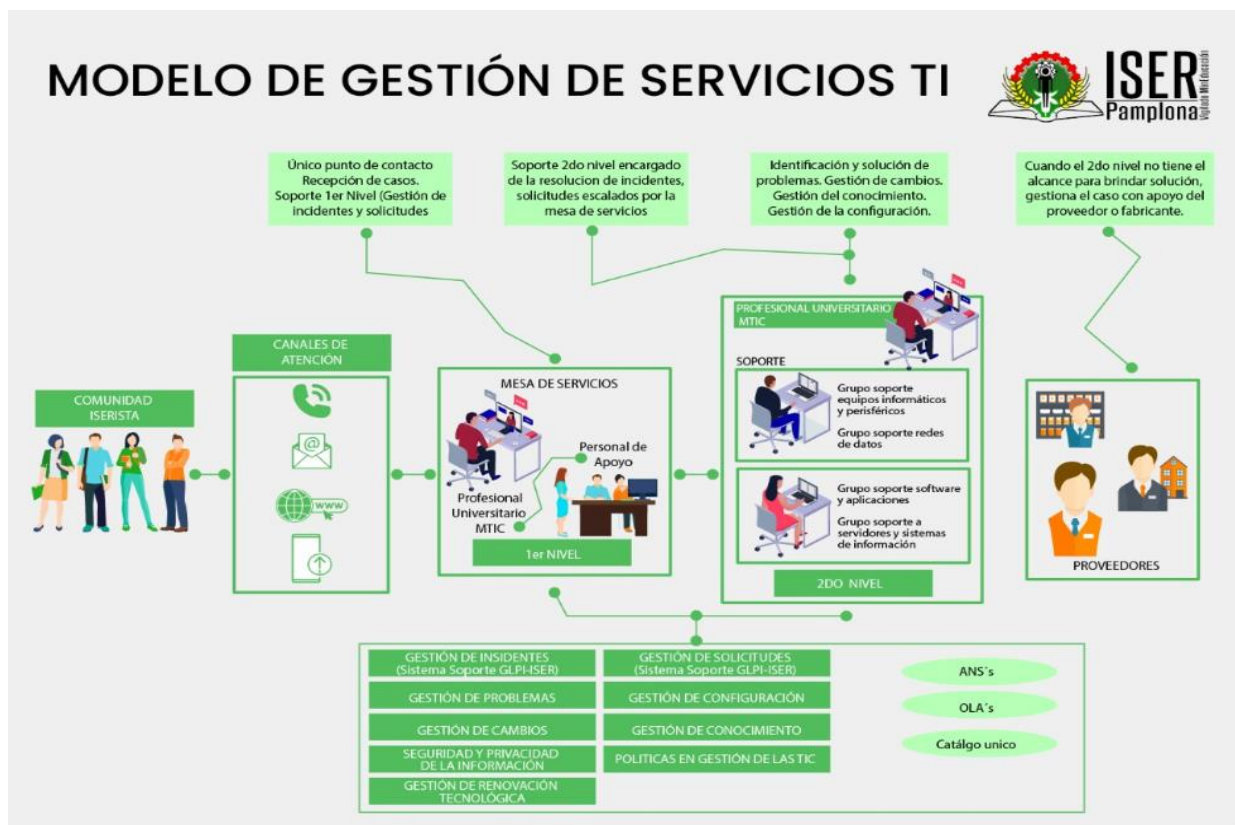 MODELO DE GESTIÓN DE SERVICIOS TI
ISER
Pamplona
Vigilado MinEducación
Único punto de contacto
Recepción de casos.
Soporte 1er Nivel (Gestión de
incidentes y solicitudes
Soporte 2do nivel encargado
de la resolucion de incidentes,
solicitudes escalados por la
mesa de servicios
Identificación y solución de
problemas. Gestión de cambios.
Gestión del conocimiento.
Gestión de la configuración.
Cuando el 2do nivel no tiene el
alcance para brindar solución,
gestiona el caso con apoyo del
proveedor o fabricante.
COMUNIDAD
ISERISTA
CANALES DE
ATENCIÓN
@
WWW
MESA DE SERVICIOS
Personal de
Apoyo
Profesional
Universitario
MTIC
1er NIVEL
PROFESIONAL UNIVERSITARIO
MTIC
SOPORTE
Grupo soporte
equipos informáticos
y perisféricos
Grupo soporte redes
de datos
Grupo soporte software
y aplicaciones
Grupo soporte a
servidores y sistemas
de información
2DO NIVEL
PROVEEDORES
GESTIÓN DE INSIDENTES
(Sistema Soporte GLPI-ISER)
GESTIÓN DE SOLICITUDES
(Sistema Soporte GLPI-ISER)
GESTIÓN DE PROBLEMAS
GESTIÓN DE CONFIGURACIÓN
GESTIÓN DE CAMBIOS
GESTIÓN DE CONOCIMIENTO
SEGURIDAD Y PRIVACIDAD
DE LA INFORMACIÓN
POLITICAS EN GESTIÓN DE LAS TIC
GESTIÓN DE RENOVACIÓN
TECNOLÓGICA
ANS´s
OLA´s
Catálgo unico